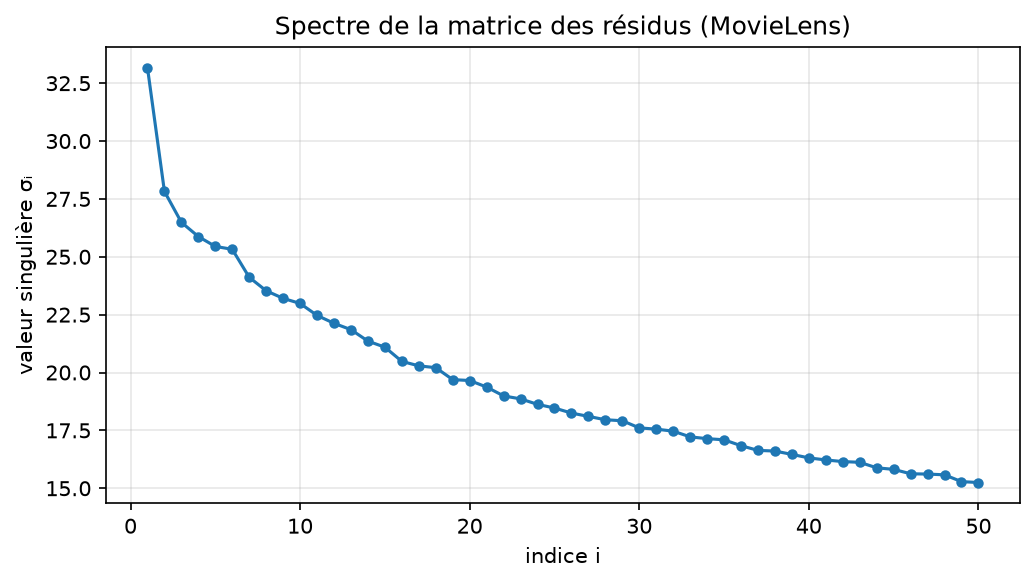 Spectre de la matrice des résidus (MovieLens)
valeur singulière σᵢ
32.5
30.0
27.5
25.0
22.5
20.0
17.5
15.0
0 10 20 30 40 50
indice i